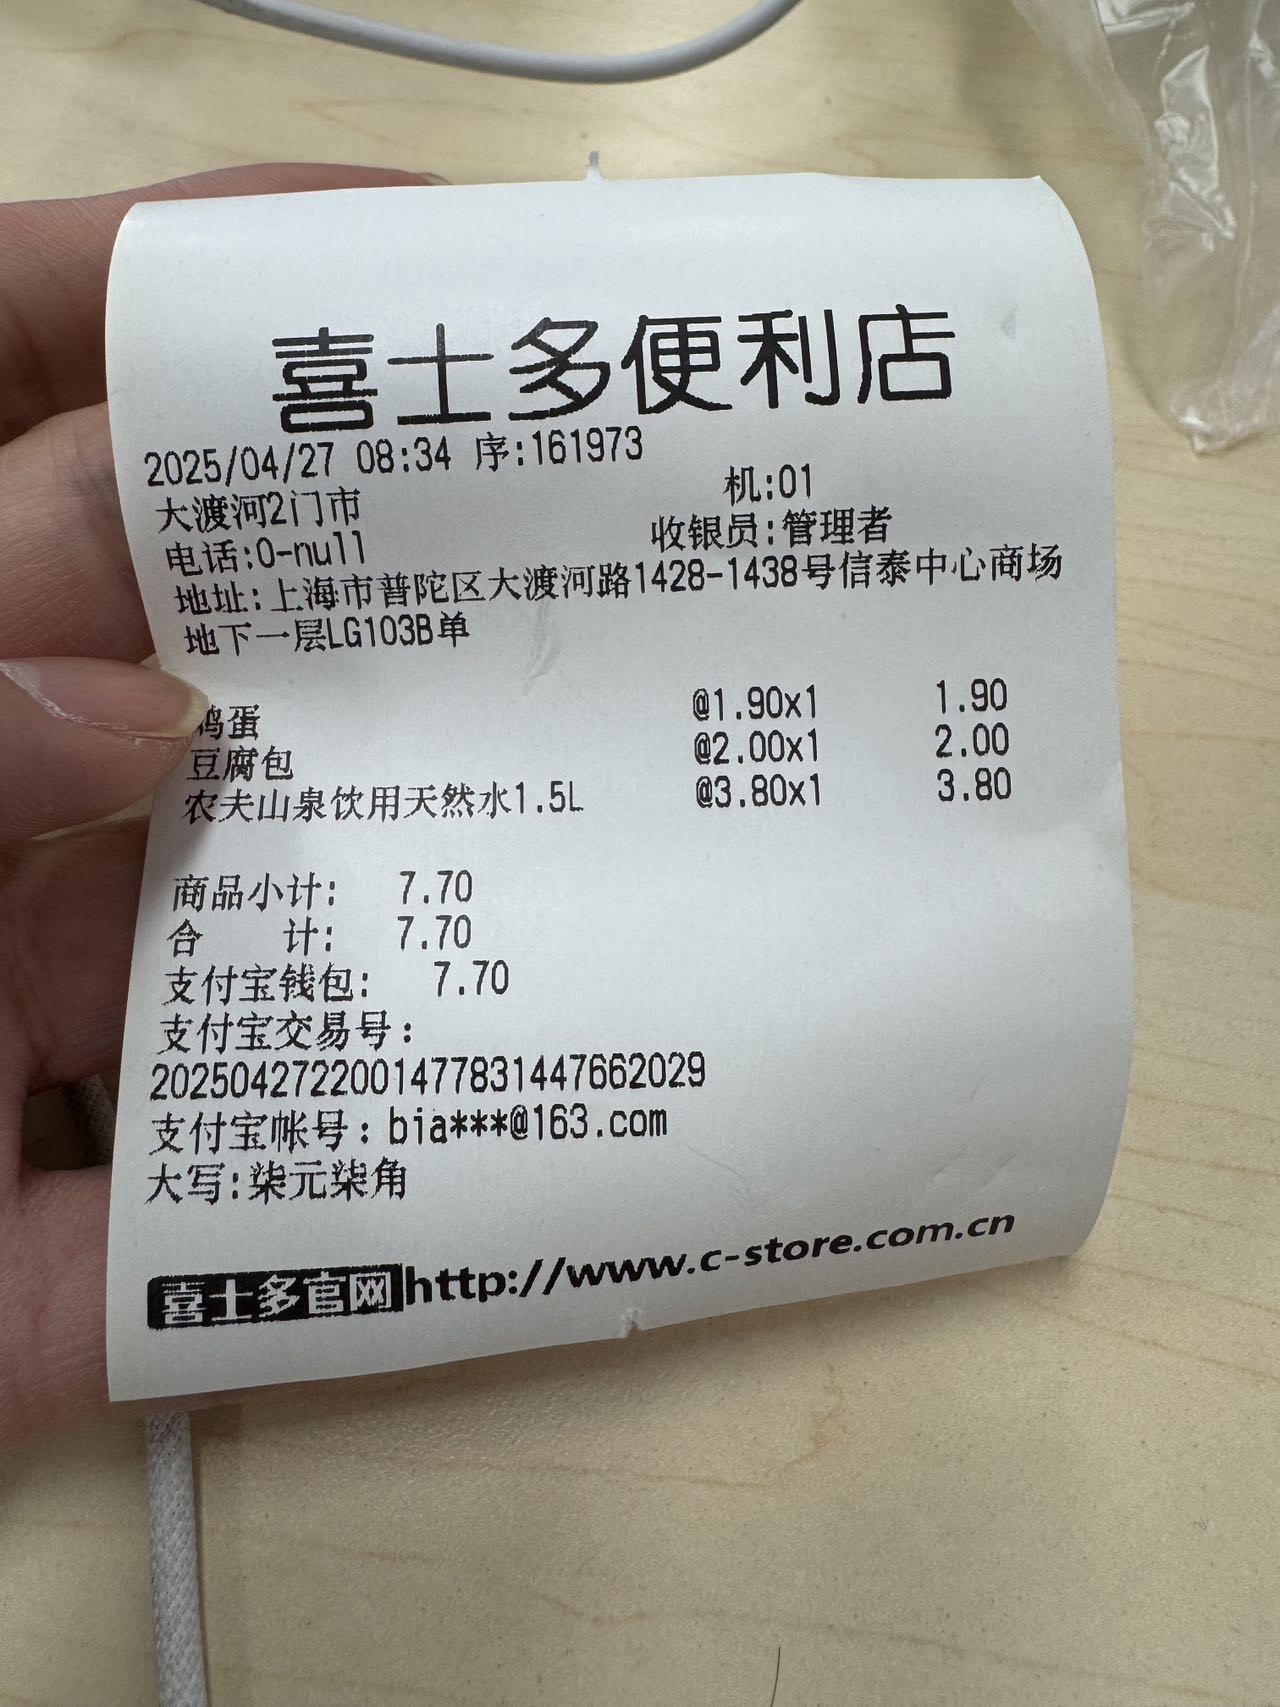 喜士多便利店
2025/04/27 08:34 序:161973
大渡河2门市 机:01
电话:0-null 收银员:管理者
地址:上海市普陀区大渡河路1428-1438号信泰中心商场
地下一层LG103B单
鸡蛋 @1.90x1 1.90
豆腐包 @2.00x1 2.00
农夫山泉饮用天然水1.5L @3.80x1 3.80
商品小计: 7.70
合 计: 7.70
支付宝钱包: 7.70
支付宝交易号:
2025042722001477831447662029
支付宝帐号:bia***@163.com
大写:柒元柒角
喜士多官网http://www.c-store.com.cn